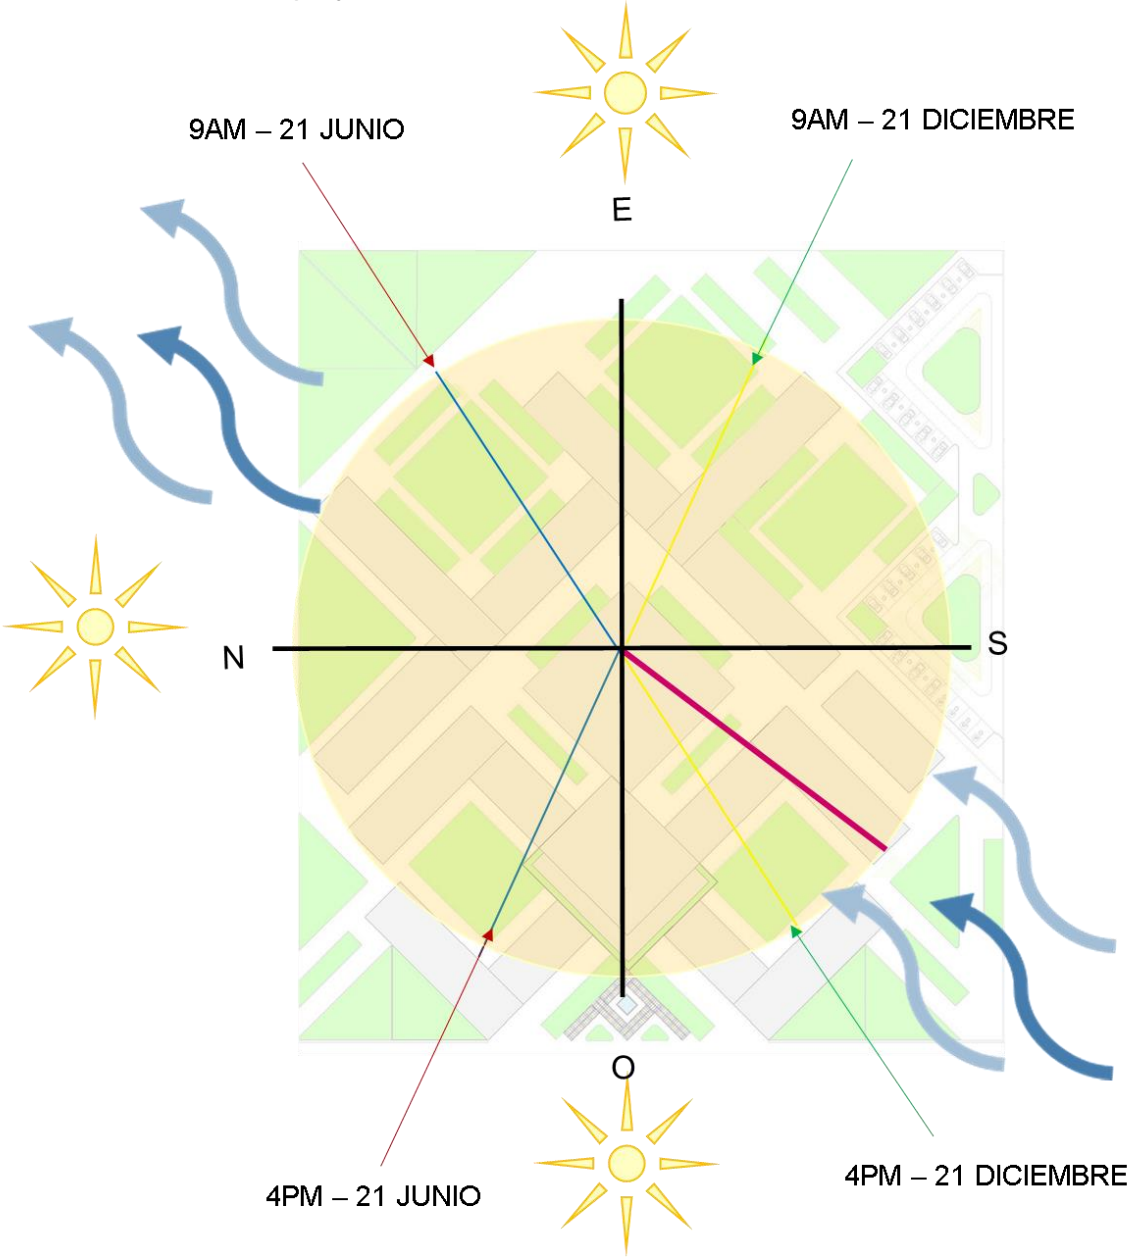 9AM – 21 JUNIO
9AM – 21 DICIEMBRE
E
N
S
O
4PM – 21 JUNIO
4PM – 21 DICIEMBRE